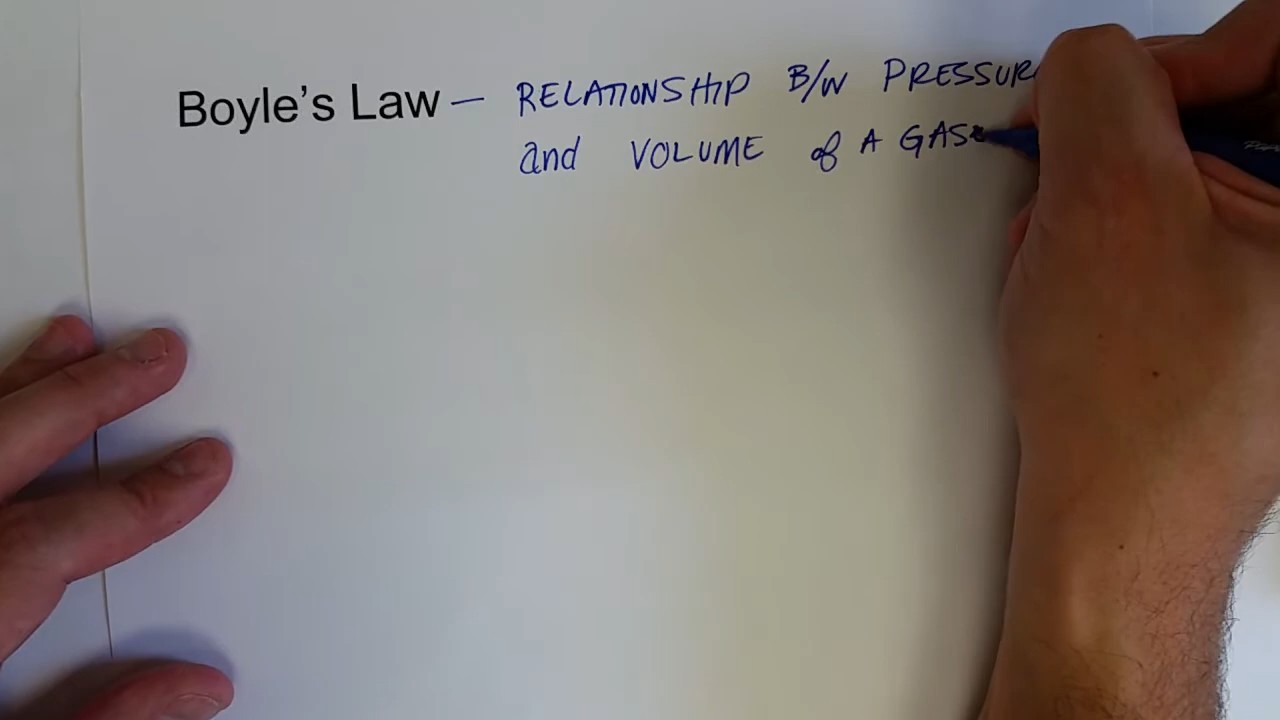 Boyle's Law — RELATIONSHIP B/W PRESSUR
and VOLUME of A GAS